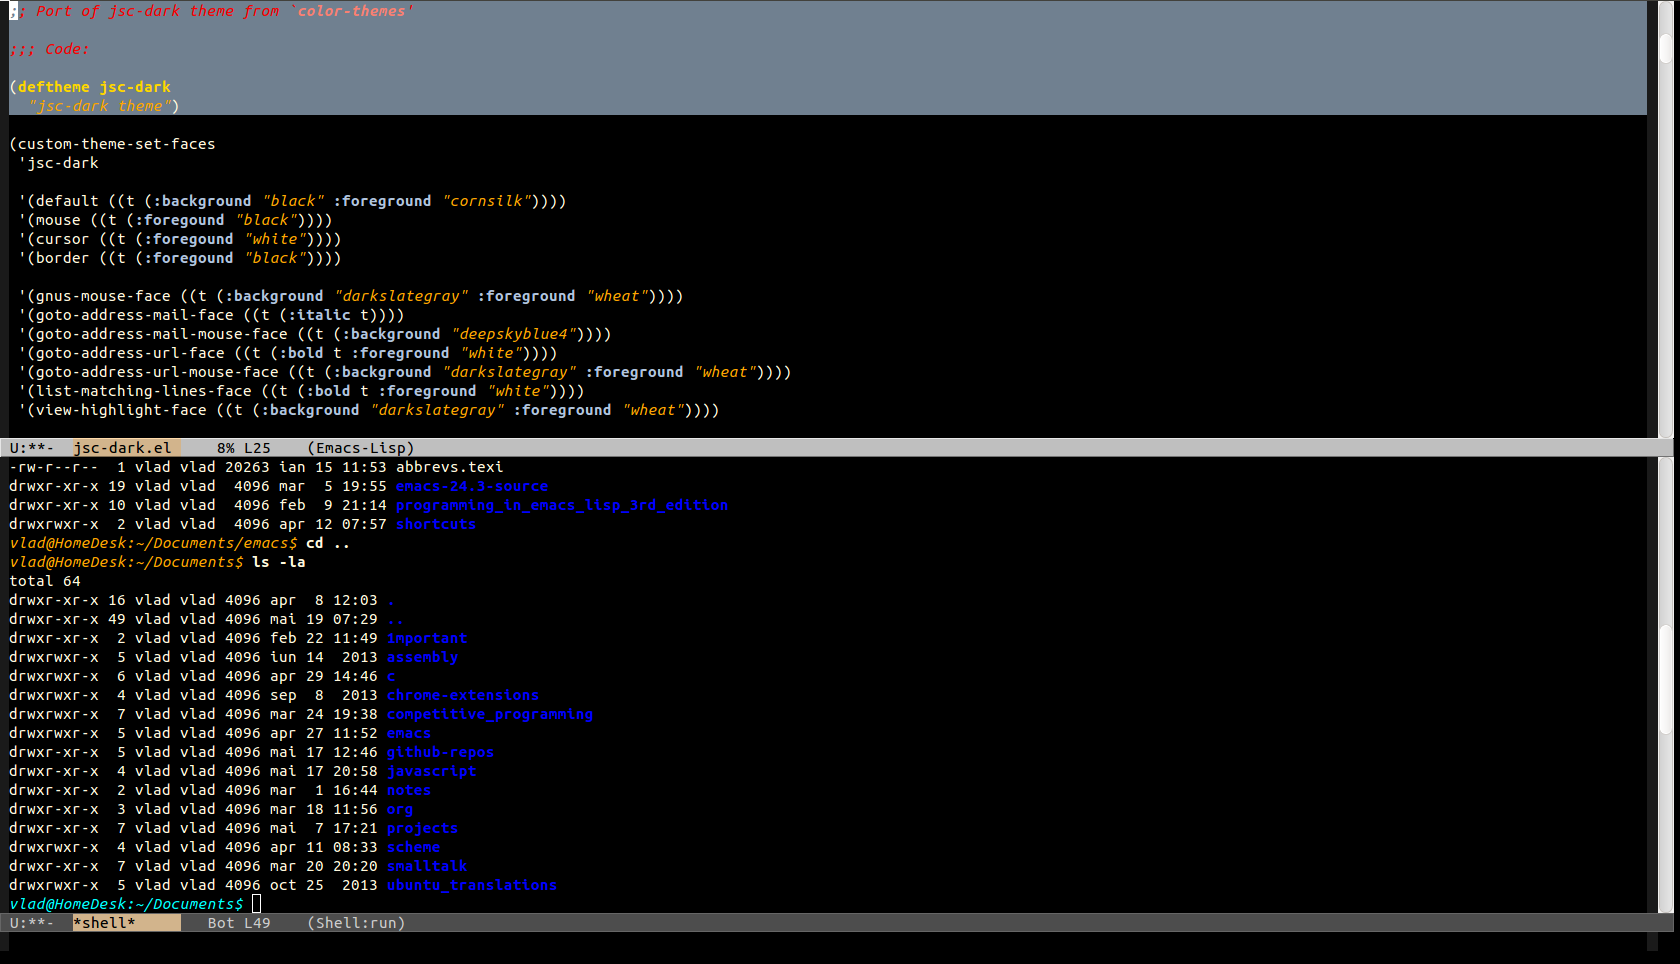 ;; Port of jsc-dark theme from `color-themes'
;;; Code:
(deftheme jsc-dark
  "jsc-dark theme")
(custom-theme-set-faces
 'jsc-dark
 '(default ((t (:background "black" :foreground "cornsilk"))))
 '(mouse ((t (:foregound "black"))))
 '(cursor ((t (:foregound "white"))))
 '(border ((t (:foregound "black"))))
 '(gnus-mouse-face ((t (:background "darkslategray" :foreground "wheat"))))
 '(goto-address-mail-face ((t (:italic t))))
 '(goto-address-mail-mouse-face ((t (:background "deepskyblue4"))))
 '(goto-address-url-face ((t (:bold t :foreground "white"))))
 '(goto-address-url-mouse-face ((t (:background "darkslategray" :foreground "wheat"))))
 '(list-matching-lines-face ((t (:bold t :foreground "white"))))
 '(view-highlight-face ((t (:background "darkslategray" :foreground "wheat"))))
U:**-  jsc-dark.el     8% L25    (Emacs-Lisp)
-rw-r--r--  1 vlad vlad 20263 ian 15 11:53 abbrevs.texi
drwxr-xr-x 19 vlad vlad  4096 mar  5 19:55 emacs-24.3-source
drwxr-xr-x 10 vlad vlad  4096 feb  9 21:14 programming_in_emacs_lisp_3rd_edition
drwxrwxr-x  2 vlad vlad  4096 apr 12 07:57 shortcuts
vlad@HomeDesk:~/Documents/emacs$ cd ..
vlad@HomeDesk:~/Documents$ ls -la
total 64
drwxr-xr-x 16 vlad vlad 4096 apr  8 12:03 .
drwxr-xr-x 49 vlad vlad 4096 mai 19 07:29 ..
drwxr-xr-x  2 vlad vlad 4096 feb 22 11:49 1mportant
drwxrwxr-x  5 vlad vlad 4096 iun 14  2013 assembly
drwxrwxr-x  6 vlad vlad 4096 apr 29 14:46 c
drwxrwxr-x  4 vlad vlad 4096 sep  8  2013 chrome-extensions
drwxrwxr-x  7 vlad vlad 4096 mar 24 19:38 competitive_programming
drwxrwxr-x  5 vlad vlad 4096 apr 27 11:52 emacs
drwxr-xr-x  5 vlad vlad 4096 mai 17 12:46 github-repos
drwxr-xr-x  4 vlad vlad 4096 mai 17 20:58 javascript
drwxr-xr-x  2 vlad vlad 4096 mar  1 16:44 notes
drwxr-xr-x  3 vlad vlad 4096 mar 18 11:56 org
drwxr-xr-x  7 vlad vlad 4096 mai  7 17:21 projects
drwxrwxr-x  4 vlad vlad 4096 apr 11 08:33 scheme
drwxr-xr-x  7 vlad vlad 4096 mar 20 20:20 smalltalk
drwxrwxr-x  5 vlad vlad 4096 oct 25  2013 ubuntu_translations
vlad@HomeDesk:~/Documents$
U:**-  *shell*        Bot L49    (Shell:run)